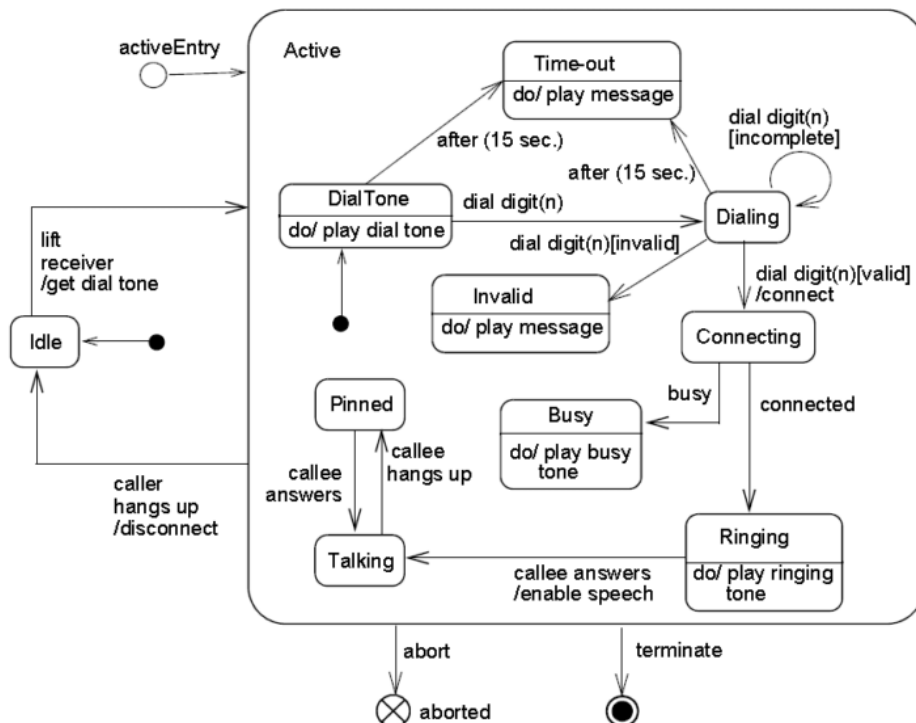 activeEntry
Active
Time-out
do/ play message
dial digit(n)
[incomplete]
after (15 sec.)
after (15 sec.)
DialTone
do/ play dial tone
dial digit(n)
Dialing
lift
receiver
/get dial tone
dial digit(n)[invalid]
Invalid
do/ play message
dial digit(n)[valid]
/connect
Idle
Connecting
Pinned
busy
connected
Busy
do/ play busy
tone
callee
answers
callee
hangs up
caller
hangs up
/disconnect
Talking
callee answers
/enable speech
Ringing
do/ play ringing
tone
abort
terminate
aborted